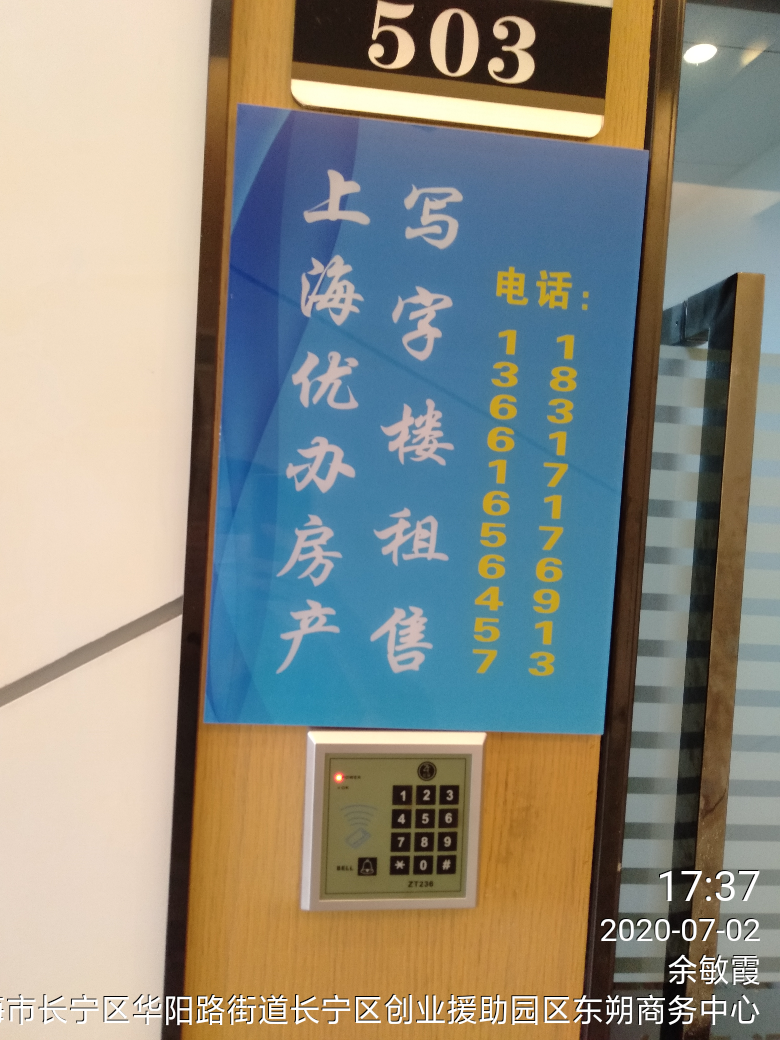 503
上海优办房产
写字楼租售
电话：
13661656457
18317176913
1 2 3
4 5 6
7 8 9
* 0 #
BELL
ZT236
17:37
2020-07-02
余敏霞
市长宁区华阳路街道长宁区创业援助园区东朔商务中心